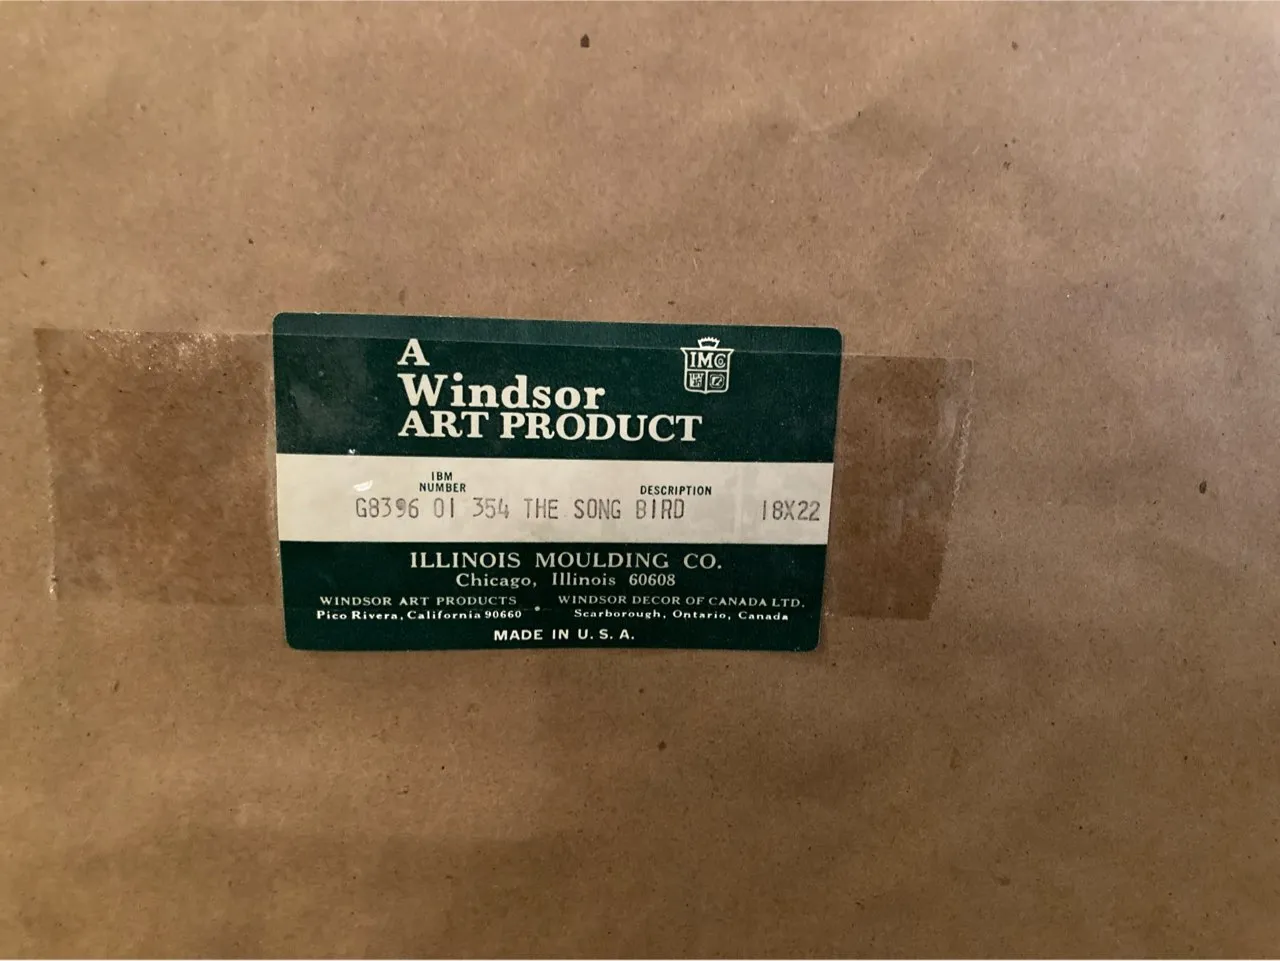 A
IMCo
Windsor
ART PRODUCT
IBM
NUMBER
DESCRIPTION
G8396 01 354 THE SONG BIRD 18X22
ILLINOIS MOULDING CO.
Chicago, Illinois 60608
WINDSOR ART PRODUCTS • WINDSOR DECOR OF CANADA LTD.
Pico Rivera, California 90660 Scarborough, Ontario, Canada
MADE IN U. S. A.